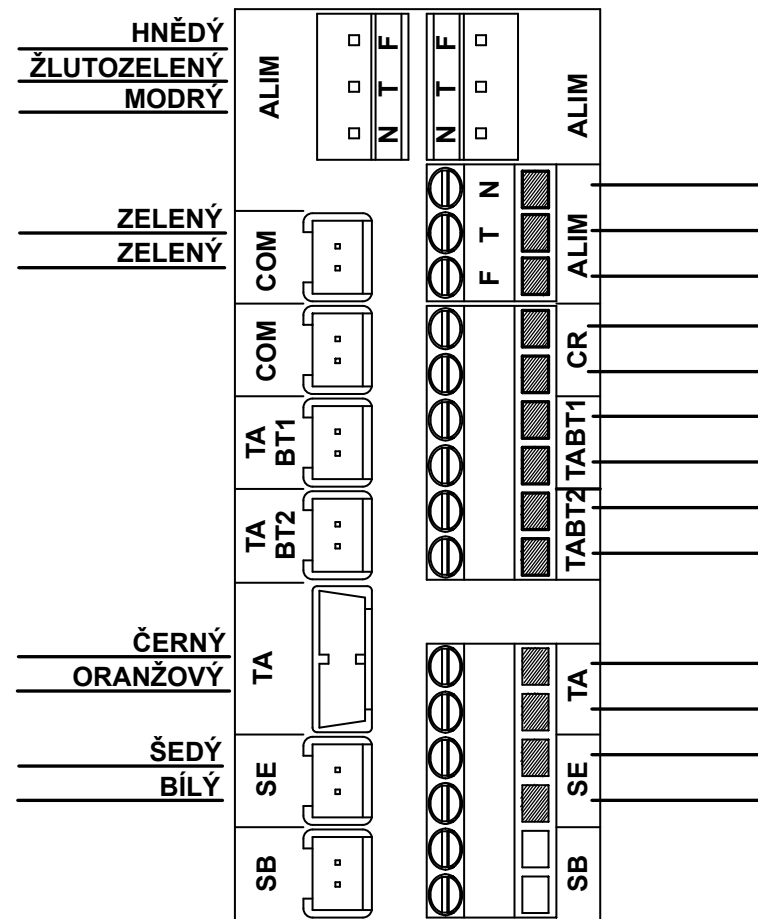 HNĚDÝ
ŽLUTOZELENÝ
MODRÝ
ALIM
F
T
N
F
T
N
ALIM
N
T
F
ALIM
ZELENÝ
ZELENÝ
COM
COM
CR
TA
BT1
TABT1
TA
BT2
TABT2
ČERNÝ
ORANŽOVÝ
TA
TA
ŠEDÝ
BÍLÝ
SE
SE
SB
SB